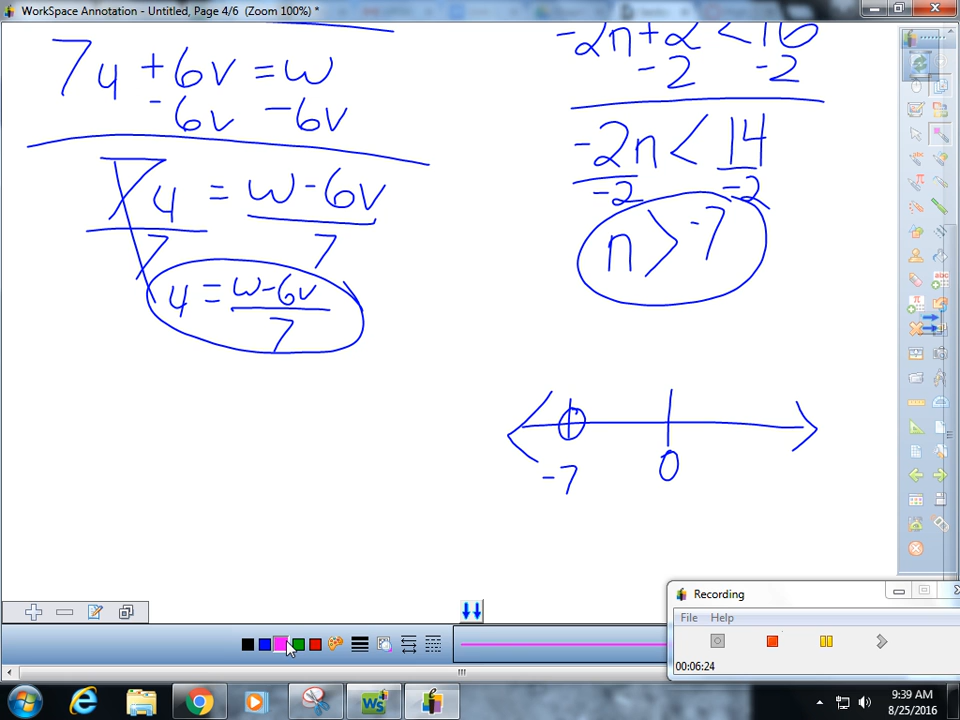 WorkSpace Annotation - Untitled, Page 4/6 (Zoom 100%) *
7y + 6v = w
-6v -6v
7y = w - 6v
7 7
y = w-6v
7
-2n+2 < 16
-2 -2
-2n < 14
-2 -2
n > -7
-7 0
Recording
File Help
00:06:24
9:39 AM
8/25/2016